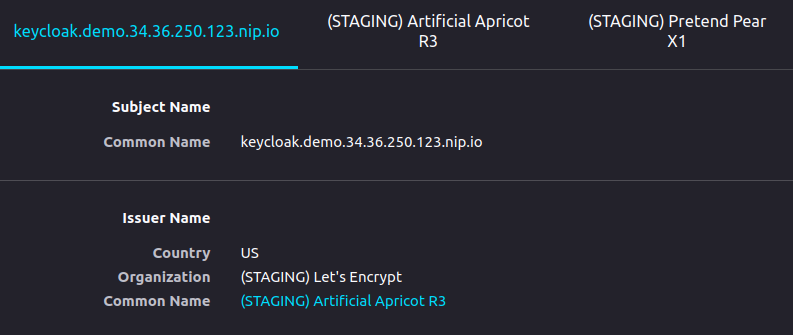 keycloak.demo.34.36.250.123.nip.io
(STAGING) Artificial Apricot
R3
(STAGING) Pretend Pear
X1
Subject Name
Common Name keycloak.demo.34.36.250.123.nip.io
Issuer Name
Country US
Organization (STAGING) Let's Encrypt
Common Name (STAGING) Artificial Apricot R3